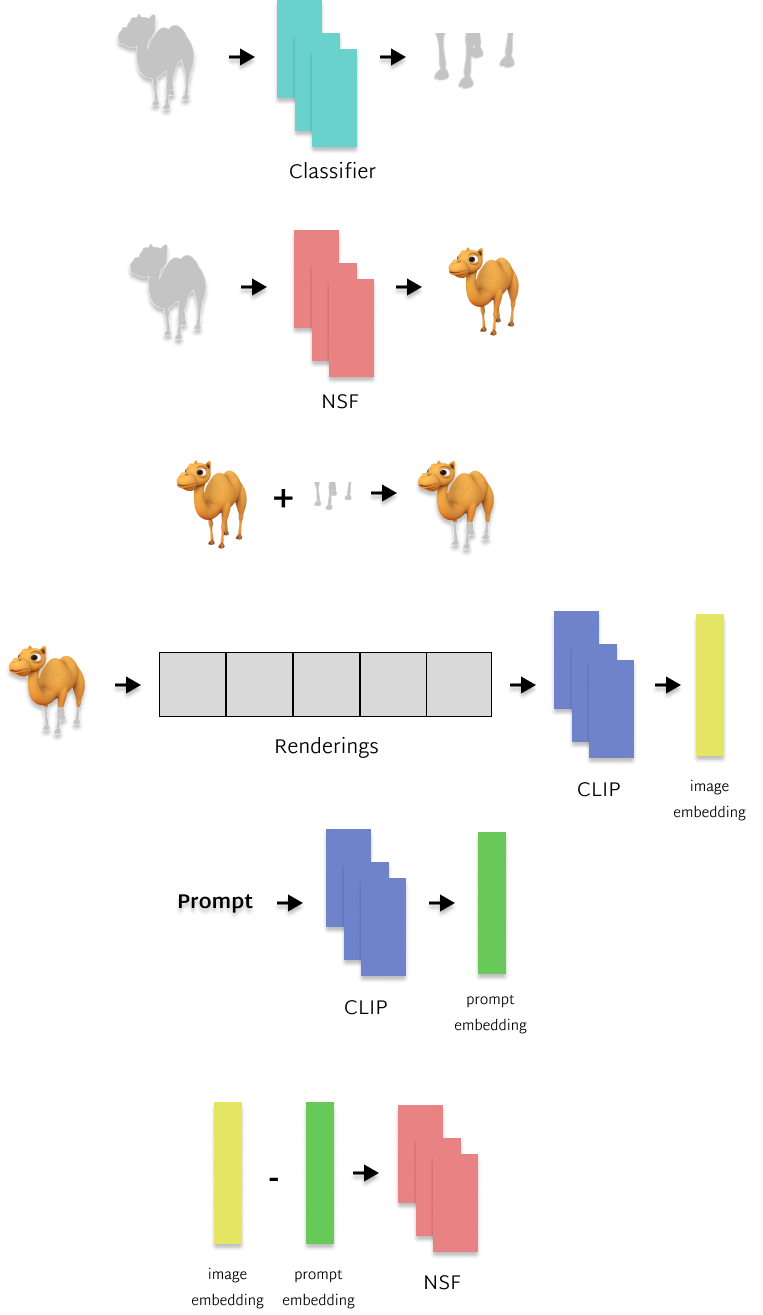 Classifier
NSF
+
Renderings
CLIP
image
embedding
Prompt
CLIP
prompt
embedding
-
image
embedding
prompt
embedding
NSF